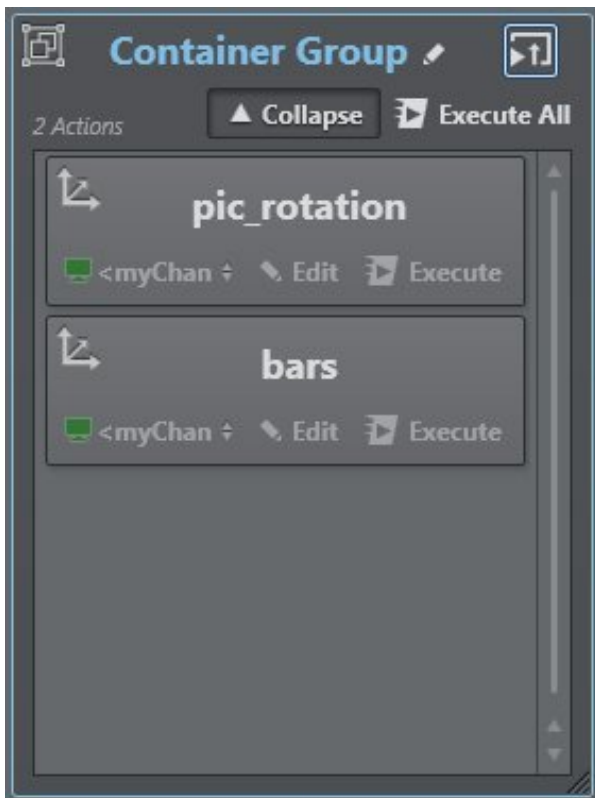 Container Group
2 Actions Collapse Execute All
pic_rotation
<myChan Edit Execute
bars
<myChan Edit Execute